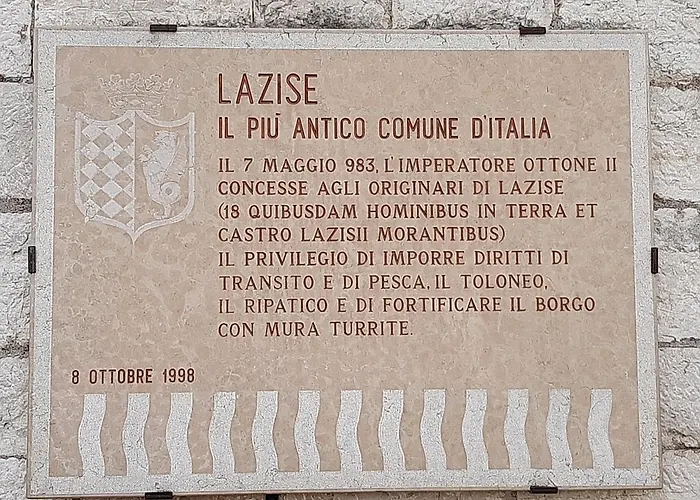 LAZISE
IL PIÙ ANTICO COMUNE D'ITALIA
IL 7 MAGGIO 983, L'IMPERATORE OTTONE II
CONCESSE AGLI ORIGINARI DI LAZISE
(18 QUIBUSDAM HOMINIBUS IN TERRA ET
CASTRO LAZISII MORANTIBUS)
IL PRIVILEGIO DI IMPORRE DIRITTI DI
TRANSITO E DI PESCA, IL TOLONEO,
IL RIPATICO E DI FORTIFICARE IL BORGO
CON MURA TURRITE.
8 OTTOBRE 1998